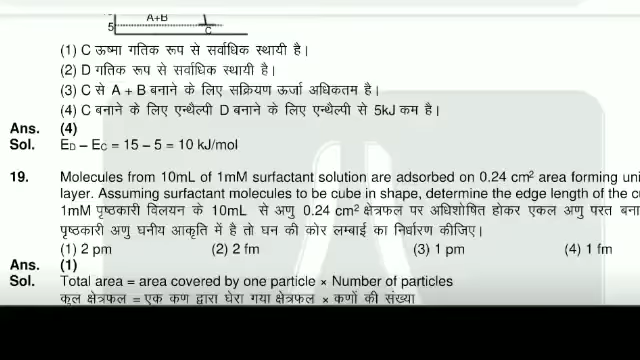 A+B
5
C
(1) C ऊष्मा गतिक रूप से सर्वाधिक स्थायी है।
(2) D गतिक रूप से सर्वाधिक स्थायी है।
(3) C से A + B बनाने के लिए सक्रियण ऊर्जा अधिकतम है।
(4) C बनाने के लिए एन्थैल्पी D बनाने के लिए एन्थैल्पी से 5kJ कम है।
Ans. (4)
Sol. ED – EC = 15 – 5 = 10 kJ/mol
19. Molecules from 10mL of 1mM surfactant solution are adsorbed on 0.24 cm² area forming uni
layer. Assuming surfactant molecules to be cube in shape, determine the edge length of the c
1mM पृष्ठकारी विलयन के 10mL से अणु 0.24 cm² क्षेत्रफल पर अधिशोषित होकर एकल अणु परत बना
पृष्ठकारी अणु घनीय आकृति में है तो घन की कोर लम्बाई का निर्धारण कीजिए।
(1) 2 pm (2) 2 fm (3) 1 pm (4) 1 fm
Ans. (1)
Sol. Total area = area covered by one particle × Number of particles
कुल क्षेत्रफल = एक कण द्वारा घेरा गया क्षेत्रफल × कणों की संख्या